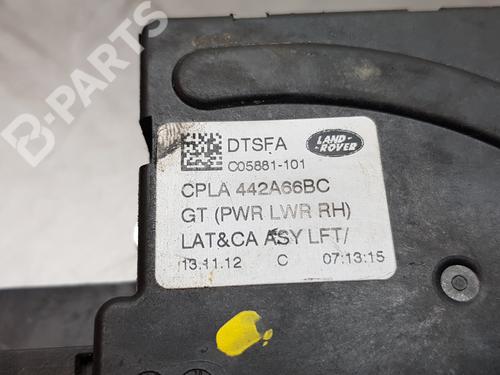 B-PARTS
DTSFA
LAND-
ROVER
C05881-101
CPLA 442A66BC
GT (PWR LWR RH)
LAT&CA ASY LFT/
13.11.12 C 07:13:15
B-PARTS